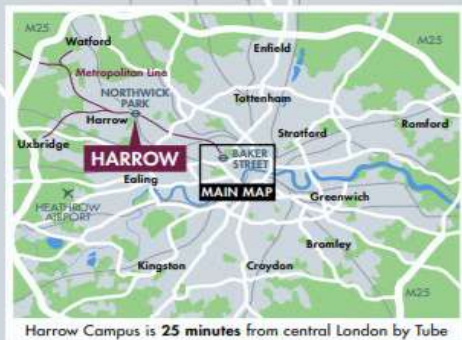 M25
M25
Watford
Enfield
Metropolitan Line
NORTHWICK
PARK
Tottenham
Harrow
Stratford
Romford
Uxbridge
HARROW
BAKER
STREET
Ealing
MAIN MAP
HEATHROW
AIRPORT
Greenwich
Bromley
Kingston
Croydon
M25
Harrow Campus is 25 minutes from central London by Tube